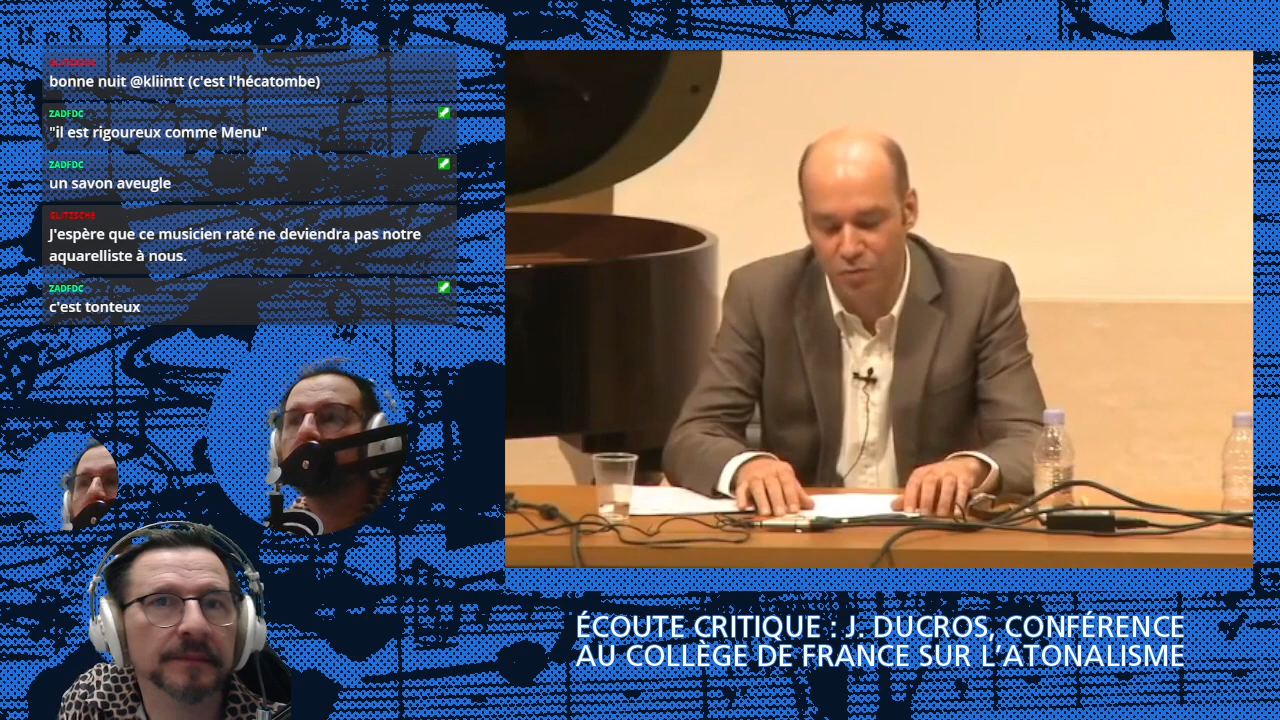 GLITZSCHE
bonne nuit @kliintt (c'est l'hécatombe)
ZADFDC
"il est rigoureux comme Menu"
ZADFDC
un savon aveugle
GLITZSCHE
J'espère que ce musicien raté ne deviendra pas notre
aquarelliste à nous.
ZADFDC
c'est tonteux
ÉCOUTE CRITIQUE : J. DUCROS, CONFÉRENCE
AU COLLÈGE DE FRANCE SUR L'ATONALISME